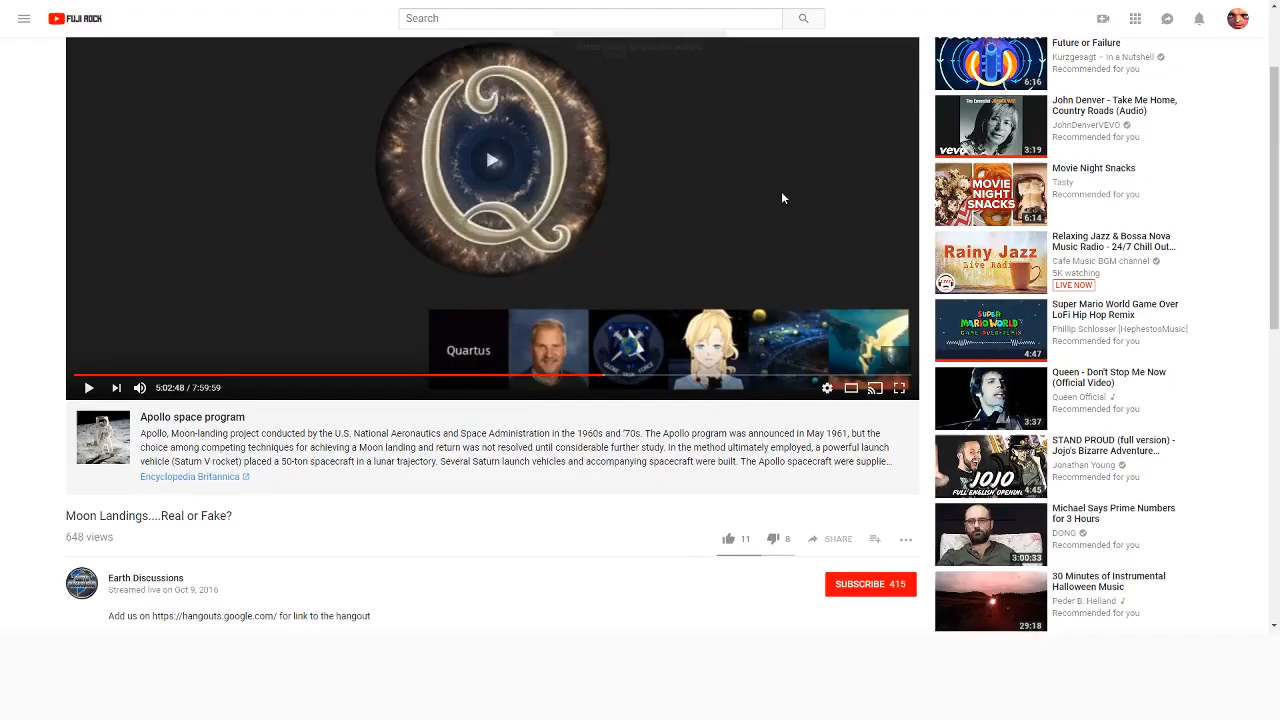 FUJI ROCK
Search
Quartus
5:02:48 / 7:59:59
Apollo space program
Apollo, Moon-landing project conducted by the U.S. National Aeronautics and Space Administration in the 1960s and '70s. The Apollo program was announced in May 1961, but the
choice among competing techniques for achieving a Moon landing and return was not resolved until considerable further study. In the method ultimately employed, a powerful launch
vehicle (Saturn V rocket) placed a 50-ton spacecraft in a lunar trajectory. Several Saturn launch vehicles and accompanying spacecraft were built. The Apollo spacecraft were supplie...
Encyclopedia Britannica
Moon Landings....Real or Fake?
648 views
11
8
SHARE
Earth Discussions
Streamed live on Oct 9, 2016
SUBSCRIBE 415
Add us on https://hangouts.google.com/ for link to the hangout
Future or Failure
Kurzgesagt – In a Nutshell
Recommended for you
6:16
John Denver - Take Me Home,
Country Roads (Audio)
JohnDenverVEVO
Recommended for you
vevo
3:19
Movie Night Snacks
Tasty
Recommended for you
MOVIE
NIGHT
SNACKS
6:14
Relaxing Jazz & Bossa Nova
Music Radio - 24/7 Chill Out...
Cafe Music BGM channel
5K watching
LIVE NOW
Rainy Jazz
Live Radio
Super Mario World Game Over
LoFi Hip Hop Remix
Phillip Schlosser [HephestosMusic]
Recommended for you
SUPER
MARIO WORLD
GAME OVER REMIX
4:47
Queen - Don't Stop Me Now
(Official Video)
Queen Official
Recommended for you
3:37
STAND PROUD (full version) -
Jojo's Bizarre Adventure...
Jonathan Young
Recommended for you
JOJO
FULL ENGLISH OPENING
4:45
Michael Says Prime Numbers
for 3 Hours
DONG
Recommended for you
3:00:33
30 Minutes of Instrumental
Halloween Music
Peder B. Helland
Recommended for you
29:18